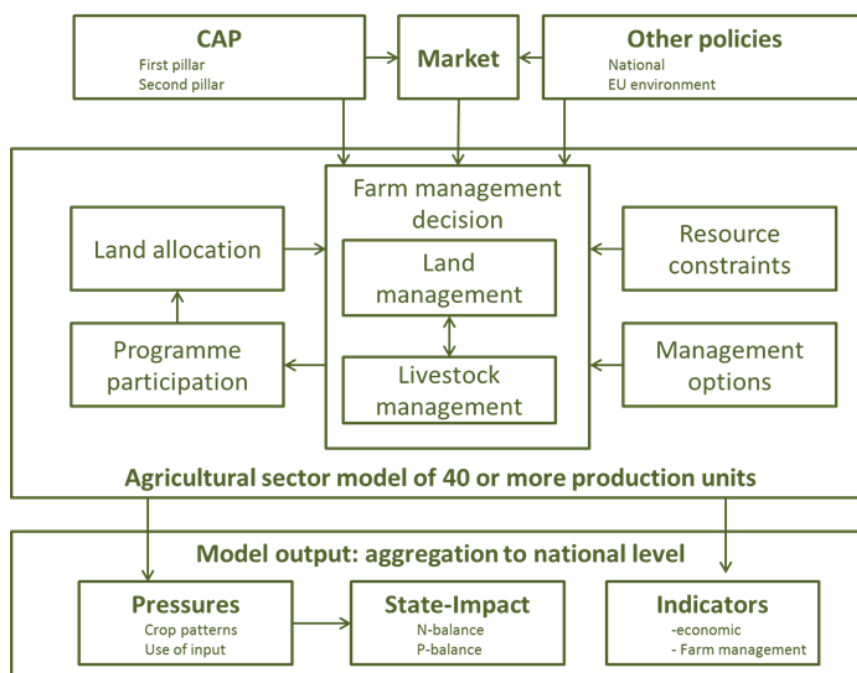 CAP
First pillar
Second pillar
Market
Other policies
National
EU environment
Farm management
decision
Land allocation
Land
management
Resource
constraints
Programme
participation
Livestock
management
Management
options
Agricultural sector model of 40 or more production units
Model output: aggregation to national level
Pressures
Crop patterns
Use of input
State-Impact
N-balance
P-balance
Indicators
-economic
- Farm management